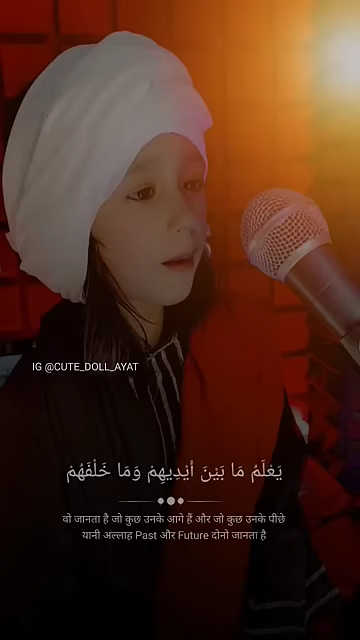 IG @CUTE_DOLL_AYAT
يَعْلَمُ مَا بَيْنَ أَيْدِيهِمْ وَمَا خَلْفَهُمْ
वो जानता है जो कुछ उनके आगे हैं और जो कुछ उनके पीछे
यानी अल्लाह Past और Future दोनो जानता है